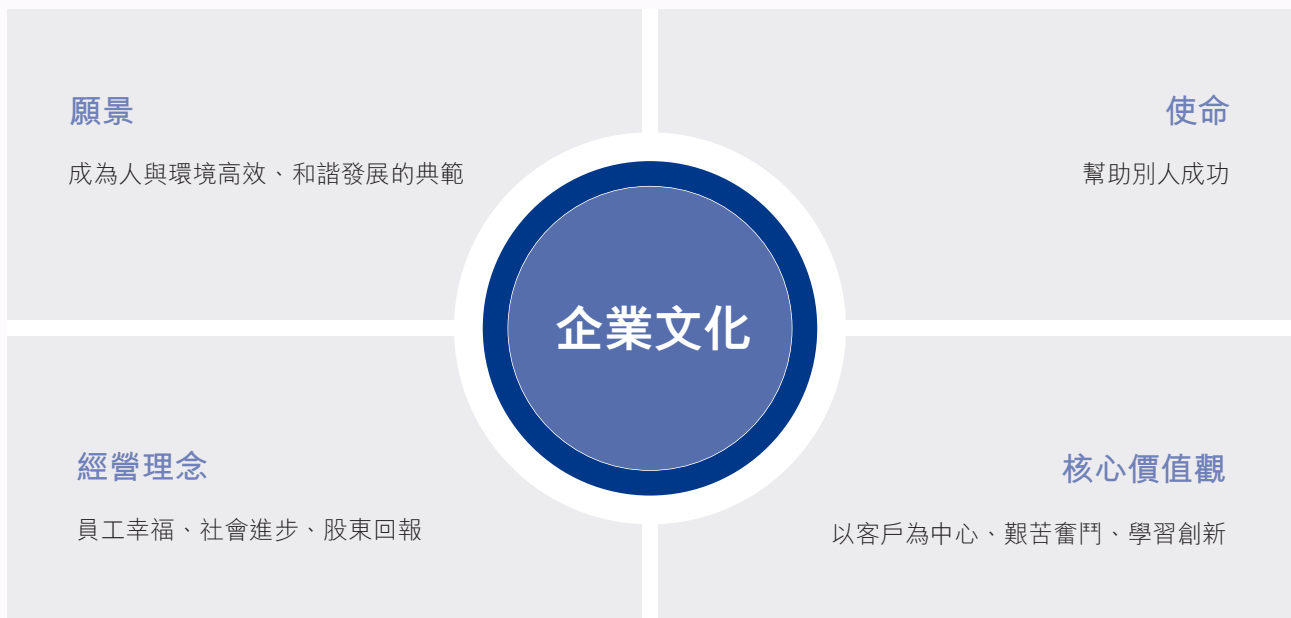 願景
成為人與環境高效、和諧發展的典範
使命
幫助別人成功
企業文化
經營理念
員工幸福、社會進步、股東回報
核心價值觀
以客戶為中心、艱苦奮鬥、學習創新